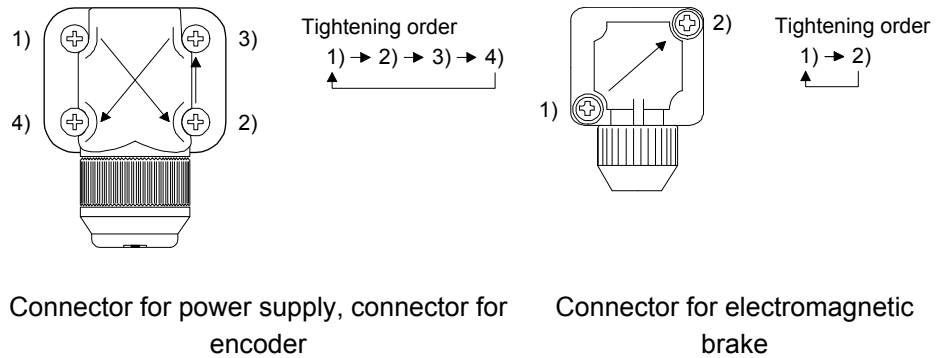 1)
3)
4)
2)
Tightening order
1) → 2) → 3) → 4)
2)
1)
Tightening order
1) → 2)
Connector for power supply, connector for
encoder
Connector for electromagnetic
brake